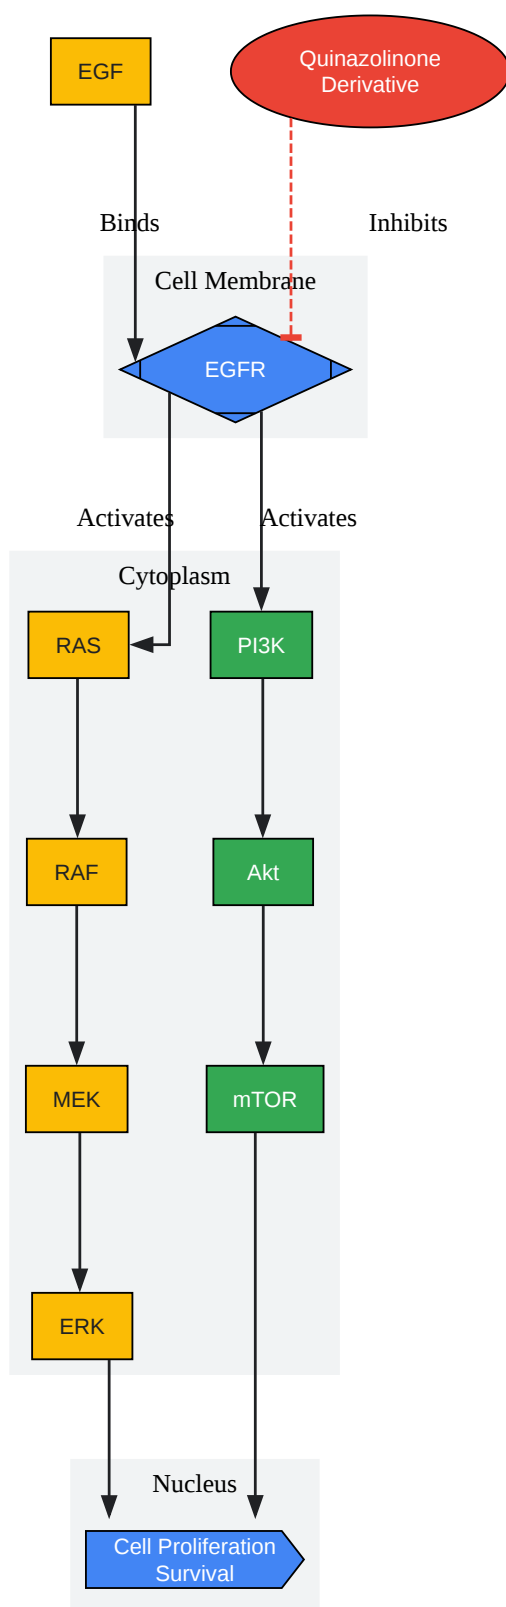 EGF
Quinazolinone
Derivative
Binds
Inhibits
Cell Membrane
EGFR
Activates
Activates
Cytoplasm
RAS
PI3K
RAF
Akt
MEK
mTOR
ERK
Nucleus
Cell Proliferation
Survival